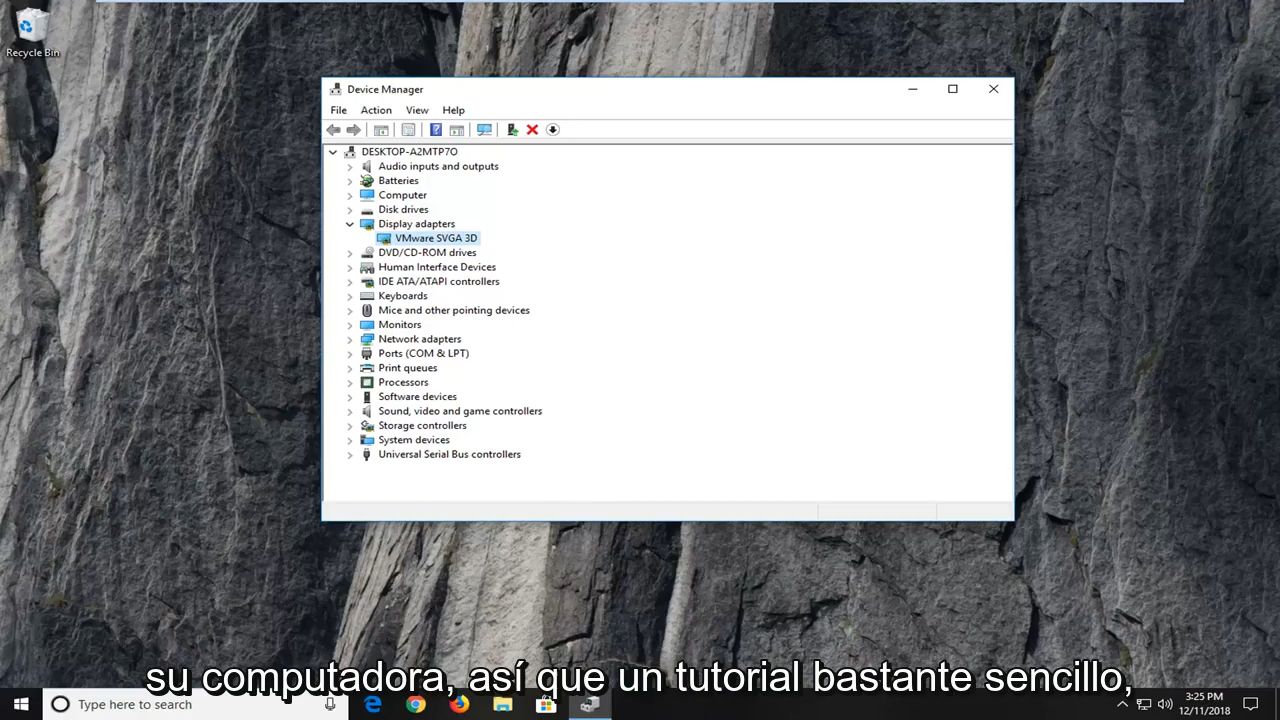 Recycle Bin
Device Manager
File Action View Help
DESKTOP-A2MTP7O
Audio inputs and outputs
Batteries
Computer
Disk drives
Display adapters
VMware SVGA 3D
DVD/CD-ROM drives
Human Interface Devices
IDE ATA/ATAPI controllers
Keyboards
Mice and other pointing devices
Monitors
Network adapters
Ports (COM & LPT)
Print queues
Processors
Software devices
Sound, video and game controllers
Storage controllers
System devices
Universal Serial Bus controllers
su computadora, así que un tutorial bastante sencillo,
Type here to search
3:25 PM
12/11/2018